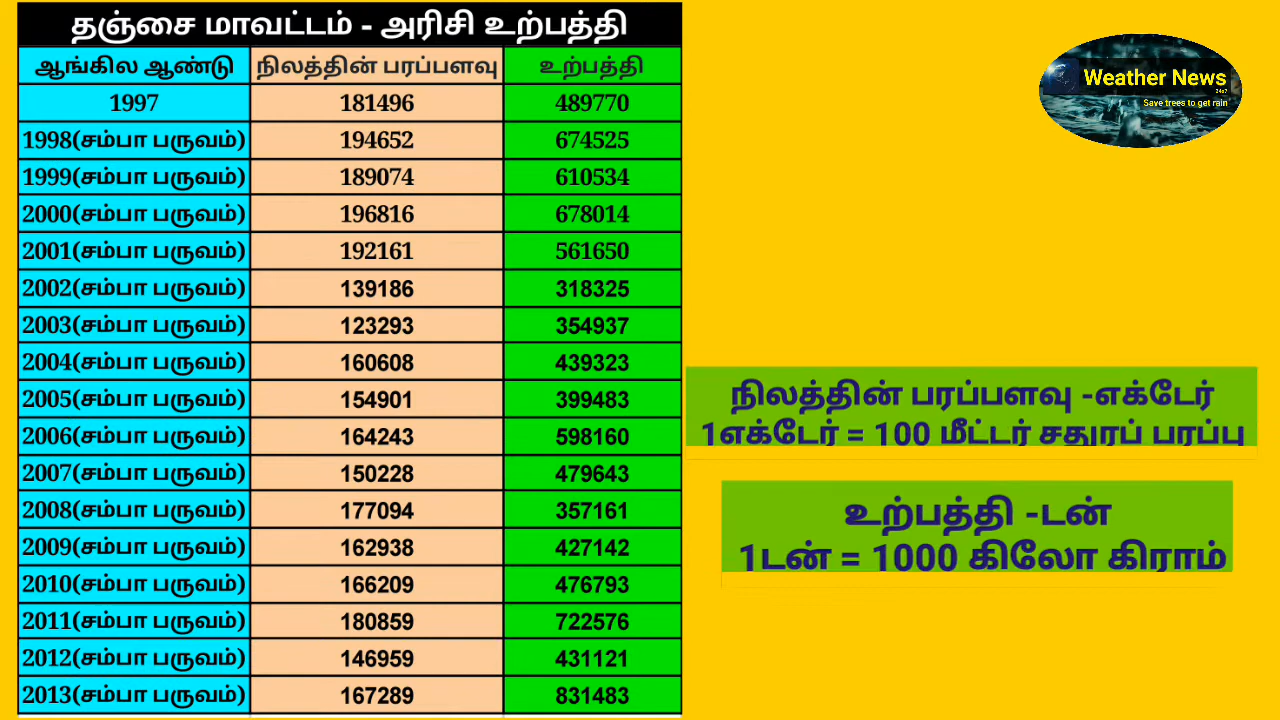 தஞ்சை மாவட்டம் - அரிசி உற்பத்தி
ஆங்கில ஆண்டு நிலத்தின் பரப்பளவு உற்பத்தி
1997 181496 489770
1998(சம்பா பருவம்) 194652 674525
1999(சம்பா பருவம்) 189074 610534
2000(சம்பா பருவம்) 196816 678014
2001(சம்பா பருவம்) 192161 561650
2002(சம்பா பருவம்) 139186 318325
2003(சம்பா பருவம்) 123293 354937
2004(சம்பா பருவம்) 160608 439323
2005(சம்பா பருவம்) 154901 399483
2006(சம்பா பருவம்) 164243 598160
2007(சம்பா பருவம்) 150228 479643
2008(சம்பா பருவம்) 177094 357161
2009(சம்பா பருவம்) 162938 427142
2010(சம்பா பருவம்) 166209 476793
2011(சம்பா பருவம்) 180859 722576
2012(சம்பா பருவம்) 146959 431121
2013(சம்பா பருவம்) 167289 831483
Weather News
24x7
Save trees to get rain
நிலத்தின் பரப்பளவு -எக்டேர்
1எக்டேர் = 100 மீட்டர் சதுரப் பரப்பு
உற்பத்தி -டன்
1டன் = 1000 கிலோ கிராம்